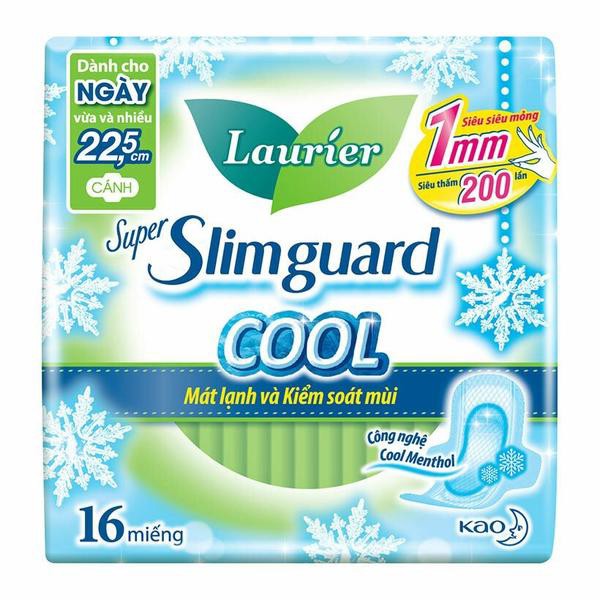 Dành cho
NGÀY
vừa và nhiều
22,5cm
CÁNH
Laurier
Siêu siêu mỏng
1mm
Siêu thấm 200 lần
Super
Slimguard
COOL
Mát lạnh và Kiểm soát mùi
Công nghệ
Cool Menthol
16 miếng
Kao